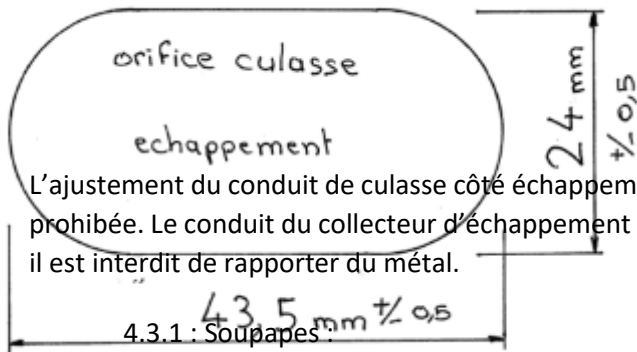 orifice culasse
echappement
24 mm
+/- 0,5
L’ajustement du conduit de culasse côté échappem
prohibée. Le conduit du collecteur d’échappement
il est interdit de rapporter du métal.
43,5 mm +/- 0,5
4.3.1 : Soupapes :